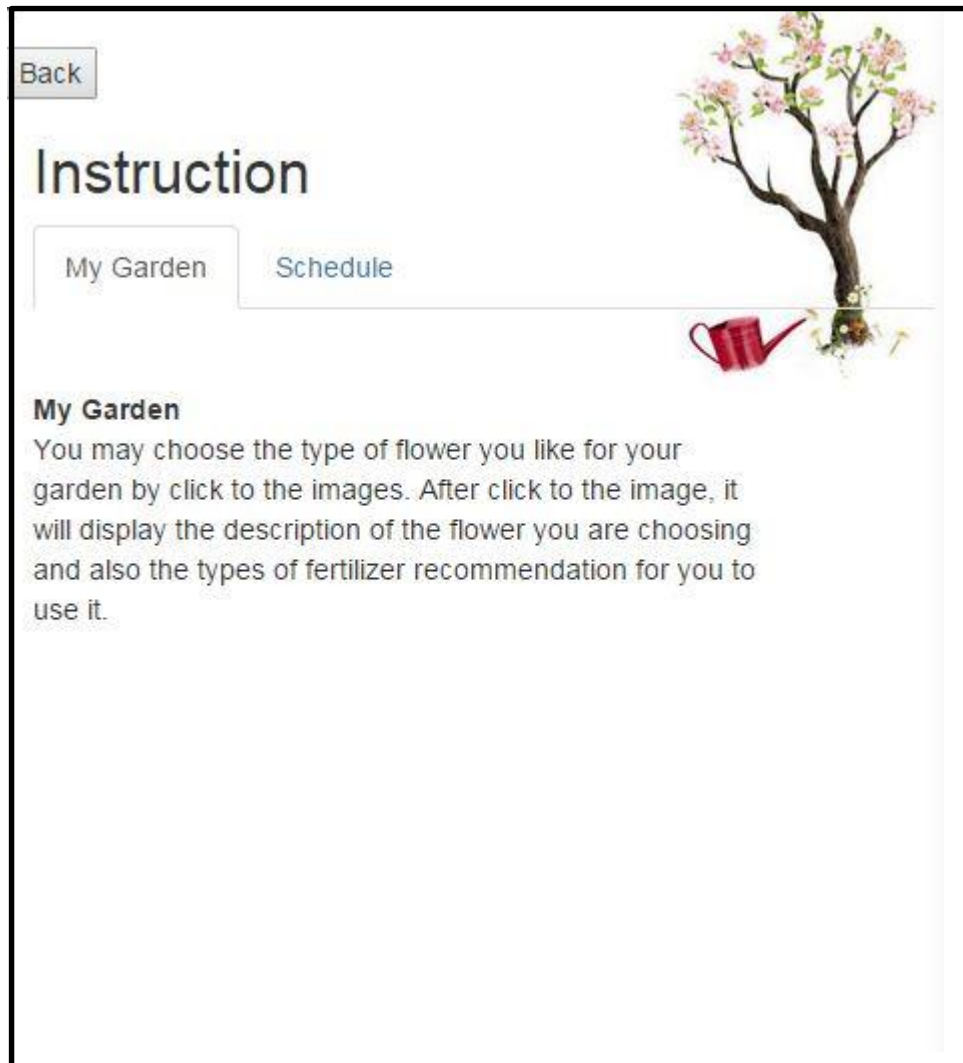 Back
Instruction
My Garden Schedule
My Garden
You may choose the type of flower you like for your
garden by click to the images. After click to the image, it
will display the description of the flower you are choosing
and also the types of fertilizer recommendation for you to
use it.